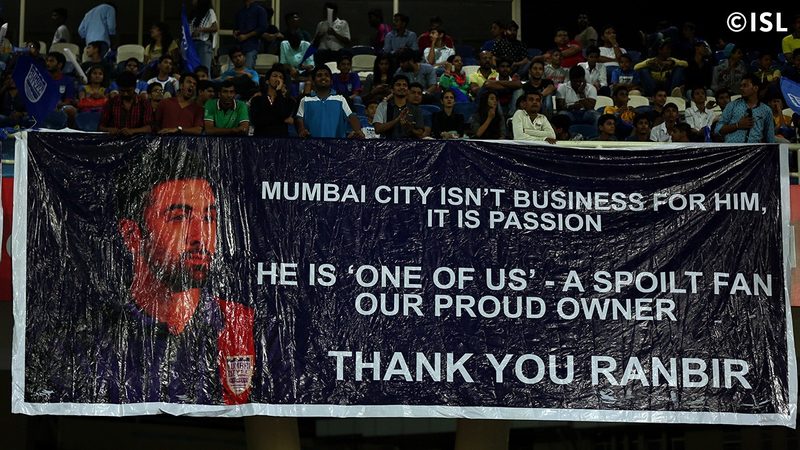 ©ISL
MUMBAI CITY ISN'T BUSINESS FOR HIM,
IT IS PASSION
HE IS 'ONE OF US' - A SPOILT FAN
OUR PROUD OWNER
THANK YOU RANBIR